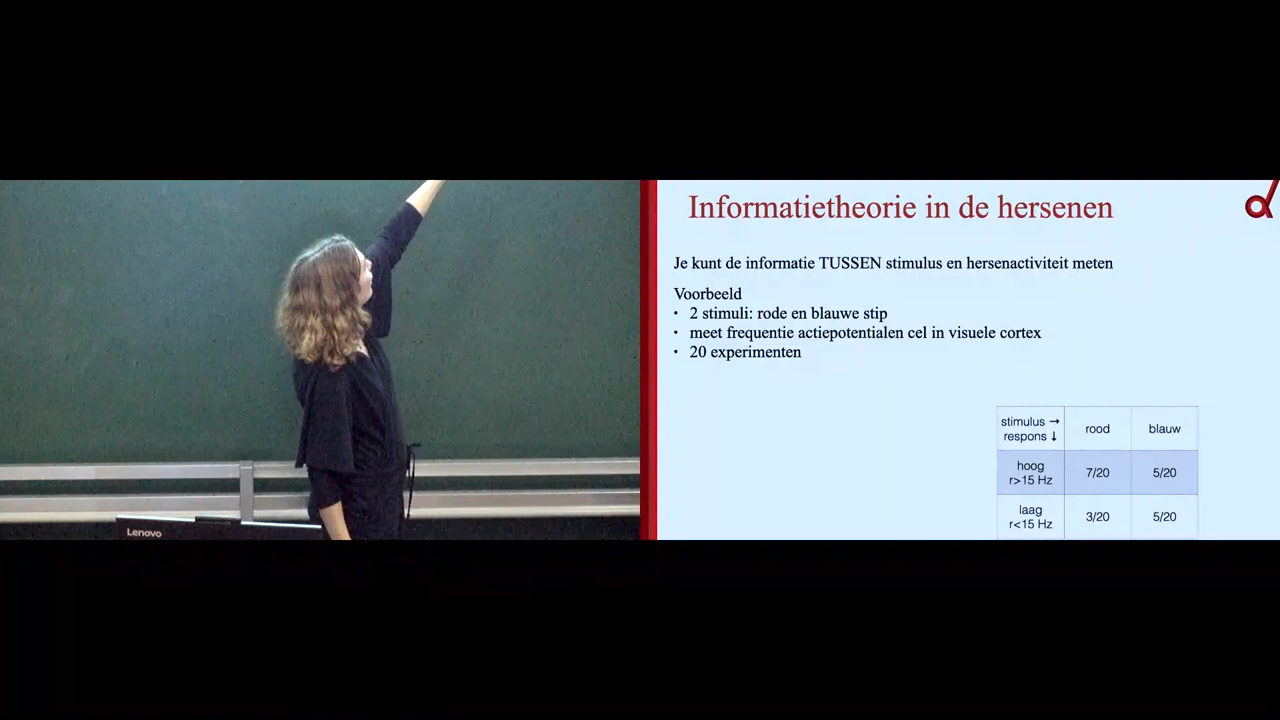 Informatietheorie in de hersenen
Je kunt de informatie TUSSEN stimulus en hersenactiviteit meten
Voorbeeld
• 2 stimuli: rode en blauwe stip
• meet frequentie actiepotentialen cel in visuele cortex
• 20 experimenten
stimulus → rood blauw
respons ↓
hoog 7/20 5/20
r>15 Hz
laag 3/20 5/20
r<15 Hz
Lenovo